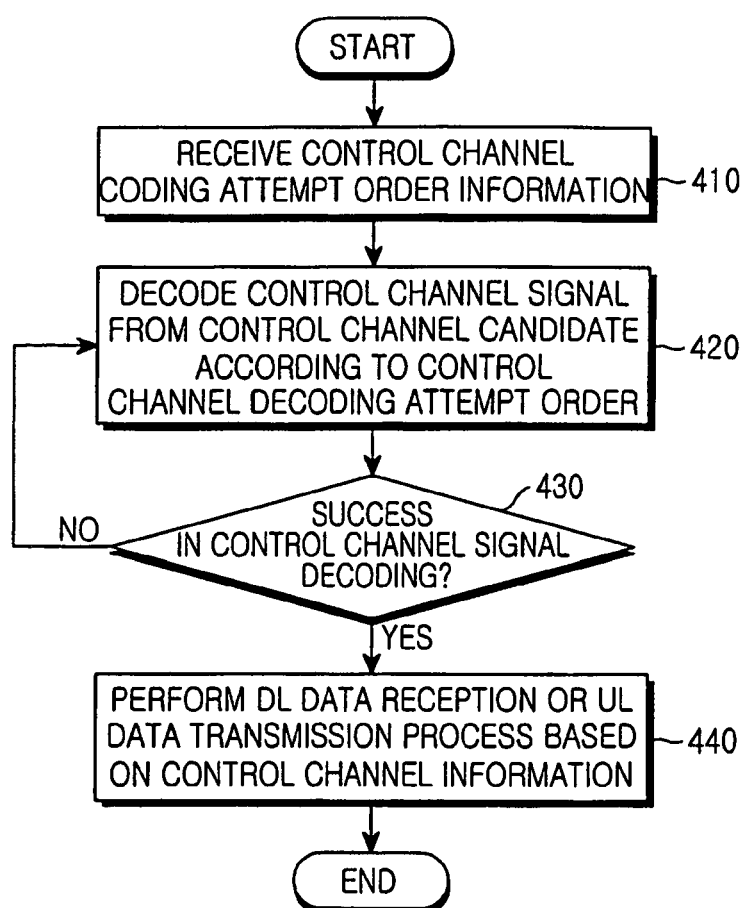 START
RECEIVE CONTROL CHANNEL
CODING ATTEMPT ORDER INFORMATION
410
DECODE CONTROL CHANNEL SIGNAL
FROM CONTROL CHANNEL CANDIDATE
ACCORDING TO CONTROL
CHANNEL DECODING ATTEMPT ORDER
420
430
SUCCESS
IN CONTROL CHANNEL SIGNAL
DECODING?
NO
YES
PERFORM DL DATA RECEPTION OR UL
DATA TRANSMISSION PROCESS BASED
ON CONTROL CHANNEL INFORMATION
440
END